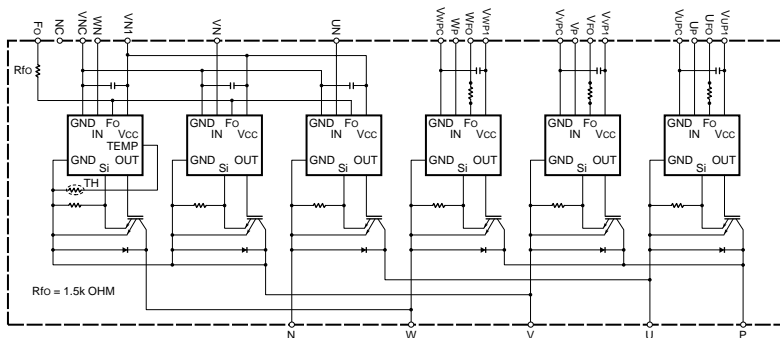 FO NC VNC WN VN1 VN UN VWPC WP WFO VWP1 VVPC VP VFO VVP1 VUPC UP UFO VUP1
RfO
GND FO GND FO GND FO GND FO GND FO GND FO
IN VCC IN VCC IN VCC IN VCC IN VCC IN VCC
TEMP
GND OUT GND OUT GND OUT GND OUT GND OUT GND OUT
Si Si Si Si Si Si
TH
RfO = 1.5k OHM
N W V U P